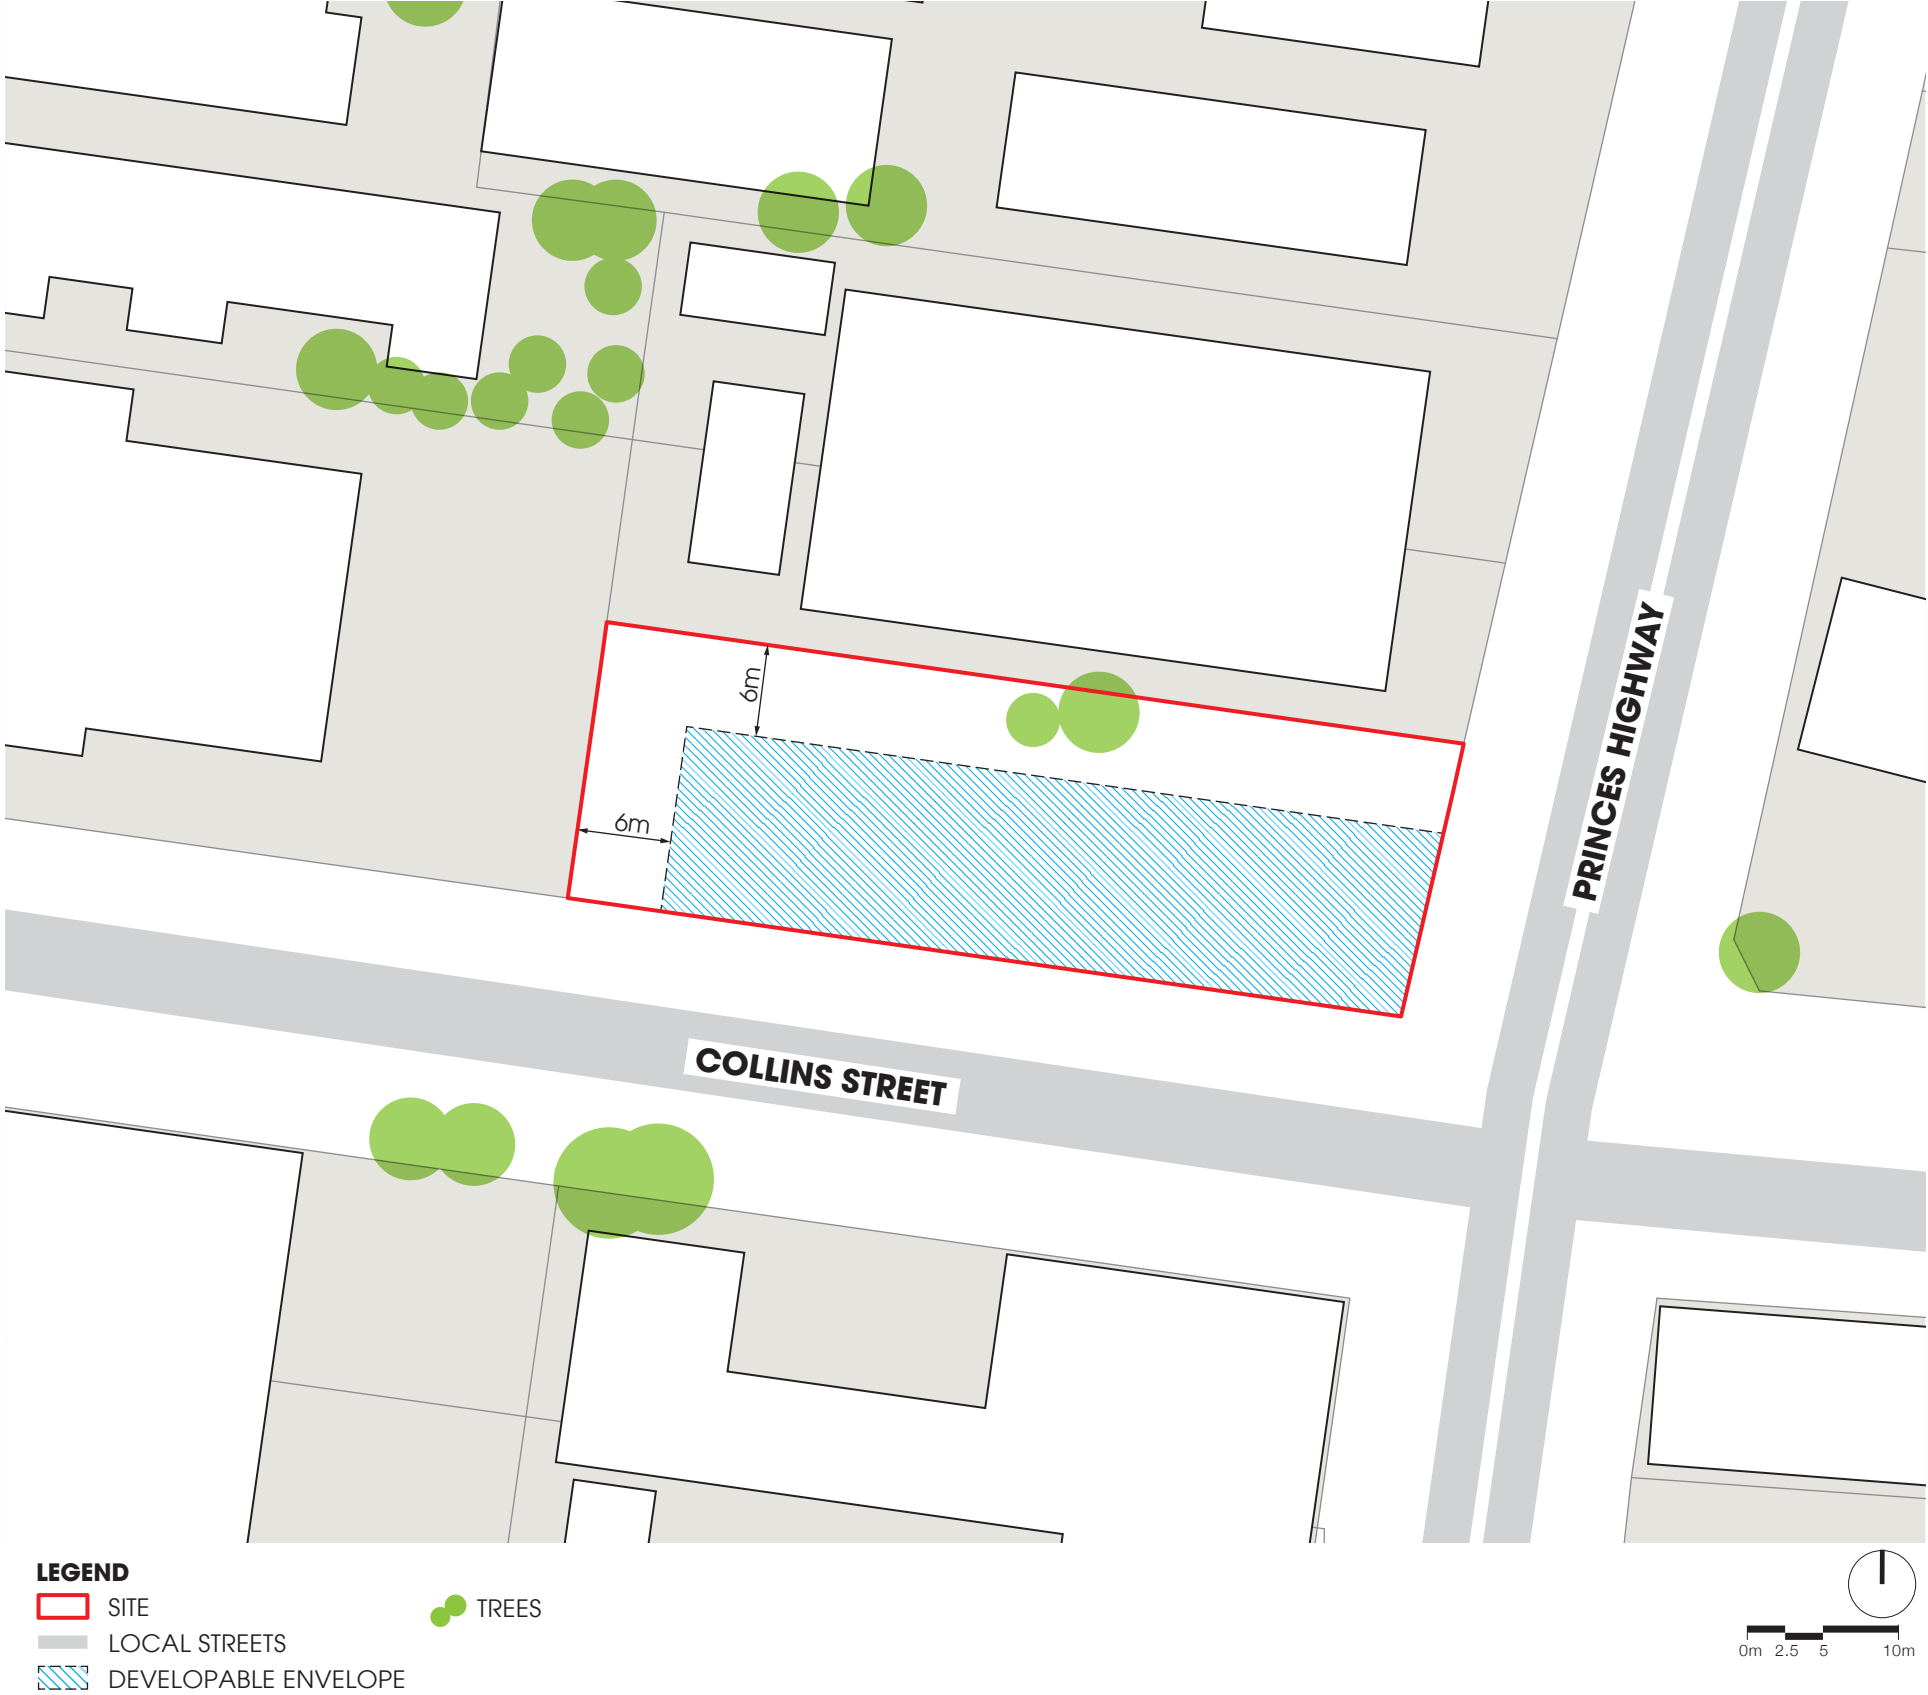 6m
6m
PRINCES HIGHWAY
COLLINS STREET
LEGEND
SITE
TREES
LOCAL STREETS
DEVELOPABLE ENVELOPE
0m 2.5 5 10m